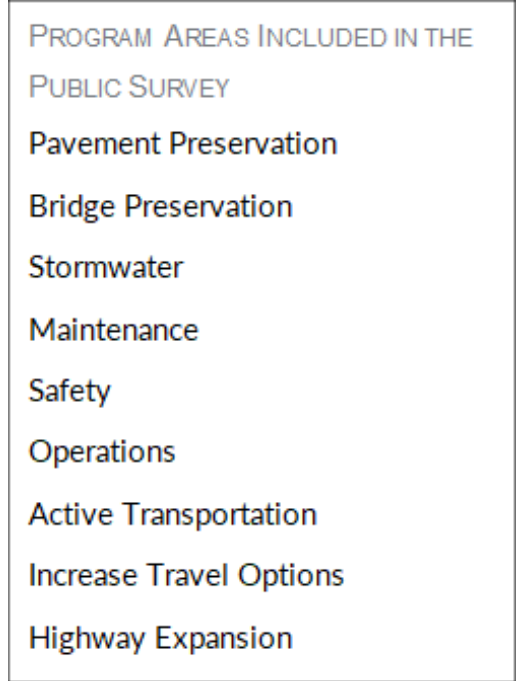 PROGRAM AREAS INCLUDED IN THE
PUBLIC SURVEY
Pavement Preservation
Bridge Preservation
Stormwater
Maintenance
Safety
Operations
Active Transportation
Increase Travel Options
Highway Expansion